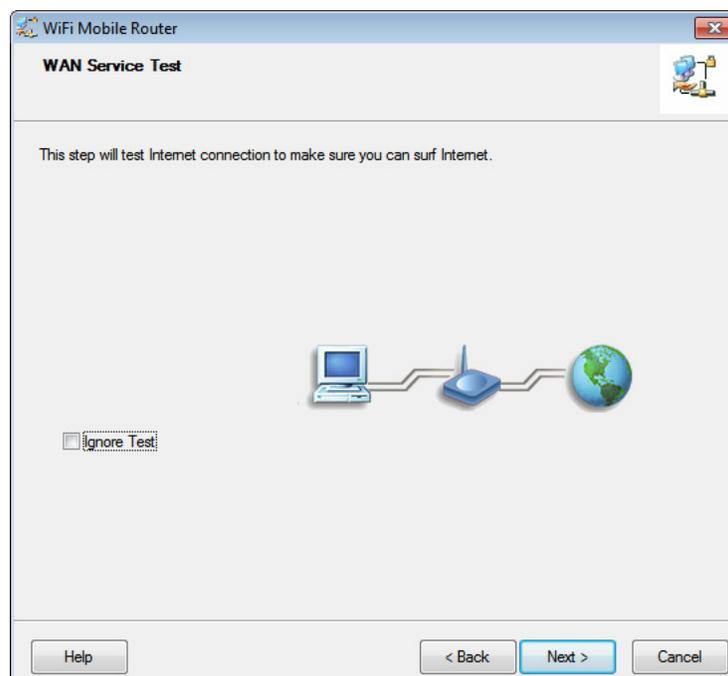 WiFi Mobile Router
WAN Service Test
This step will test Internet connection to make sure you can surf Internet.
Ignore Test
Help
< Back
Next >
Cancel